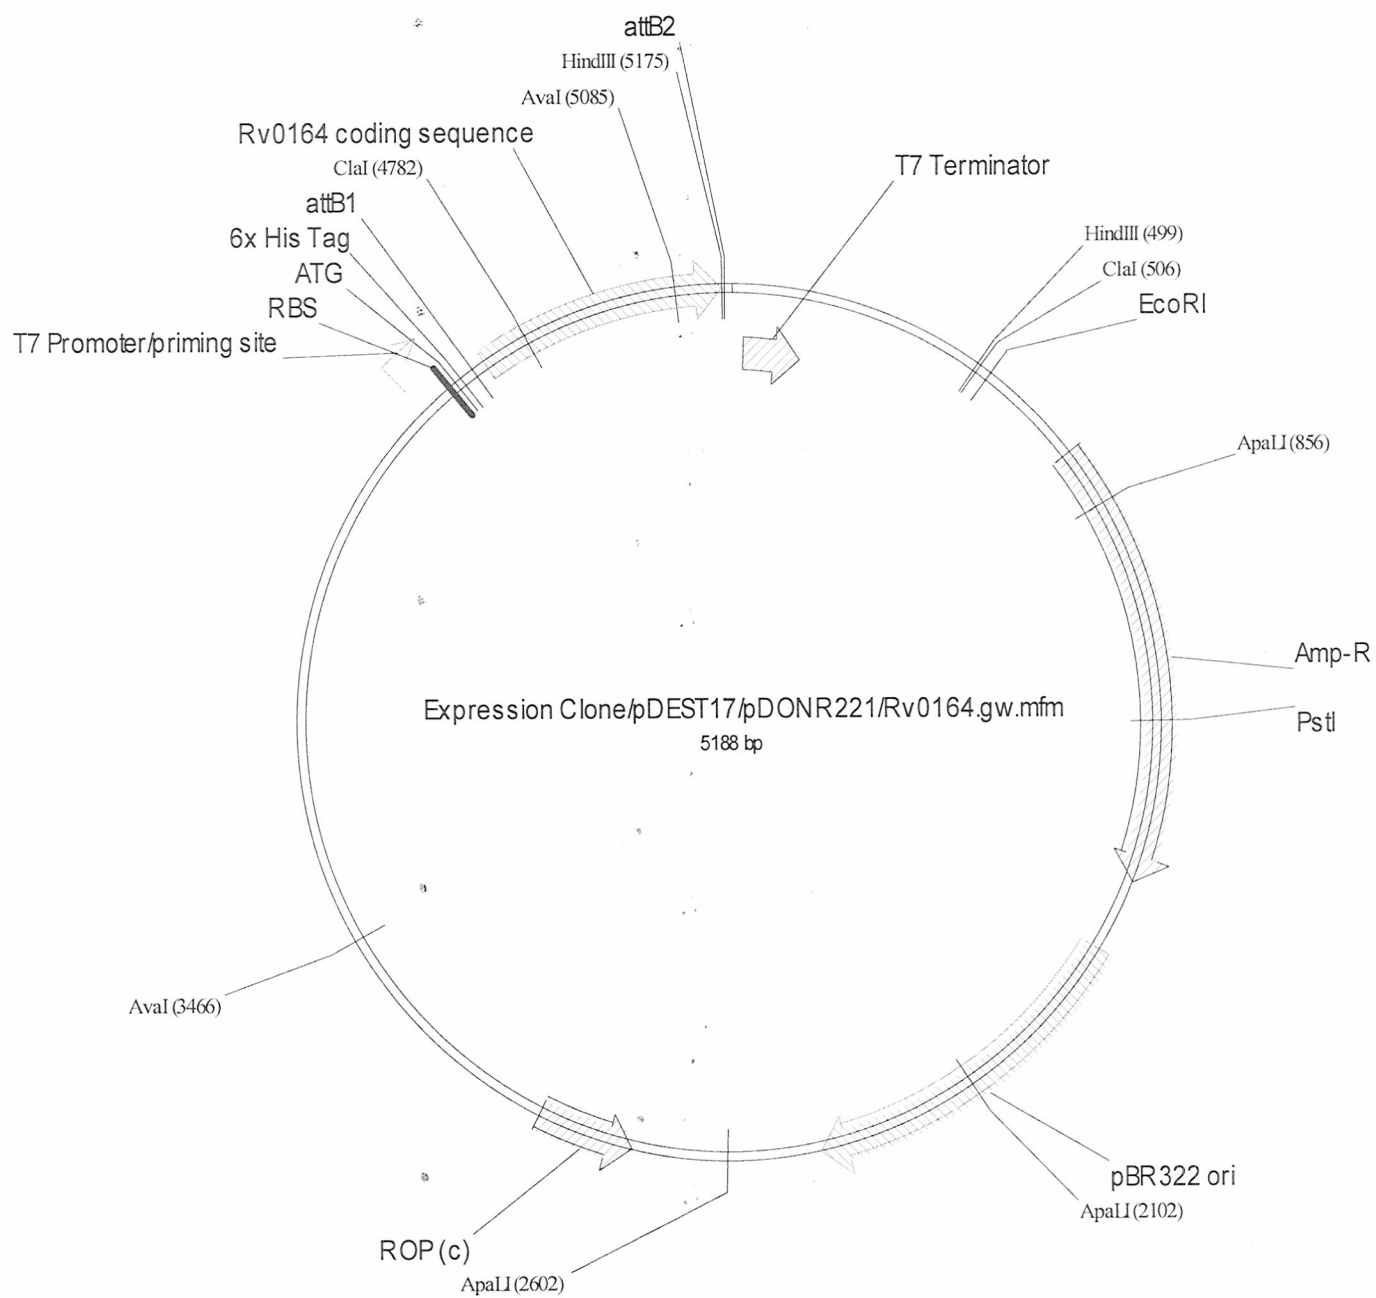 attB2
HindIII (5175)
AvaI (5085)
Rv0164 coding sequence
ClaI (4782)
T7 Terminator
attB1
6x His Tag
HindIII (499)
ATG
ClaI (506)
RBS
EcoRI
T7 Promoter/priming site
ApaLI (856)
Amp-R
Expression Clone/pDEST17/pDONR221/Rv0164.gw.mfm
PstI
5188 bp
AvaI (3466)
pBR322 ori
ApaLI (2102)
ROP (c)
ApaLI (2602)